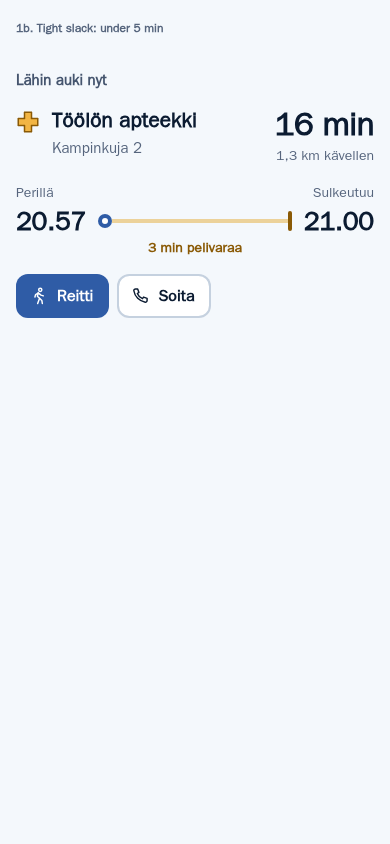 1b. Tight slack: under 5 min
Lähin auki nyt
Töölön apteekki
16 min
Kampinkuja 2
1,3 km kävellen
Perillä
Sulkeutuu
20.57
21.00
3 min pelivaraa
Reitti
Soita